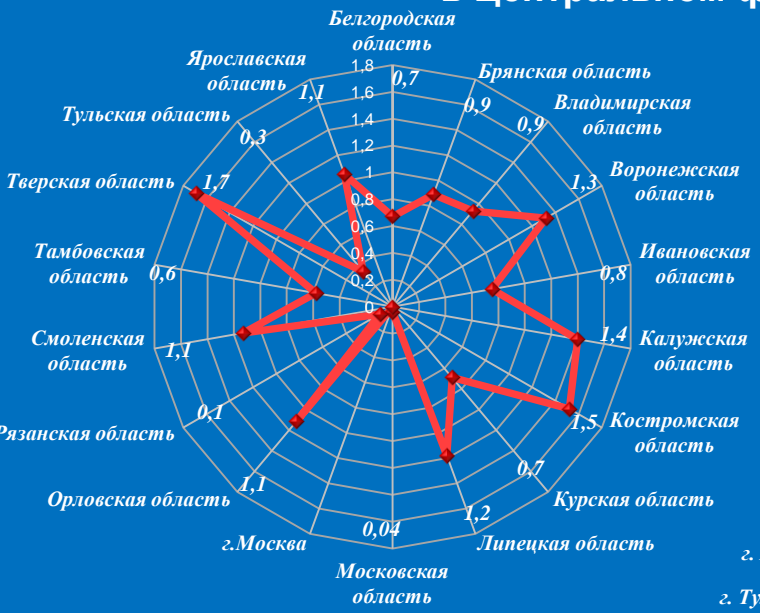 в Центральном ф
Белгородская
область
0,7
Брянская область
0,9
Владимирская
область
0,9
Воронежская
область
1,3
Ивановская
область
0,8
Калужская
область
1,4
Костромская
область
1,5
Курская область
0,7
Липецкая область
1,2
Московская
область
0,04
г.Москва
Орловская область
1,1
Рязанская область
0,1
Смоленская
область
1,1
Тамбовская
область
0,6
Тверская область
1,7
Тульская область
0,3
Ярославская
область
1,1
1,8
1,6
1,4
1,2
1
0,8
0,6
0,4
0,2
0
г.
г. Ту